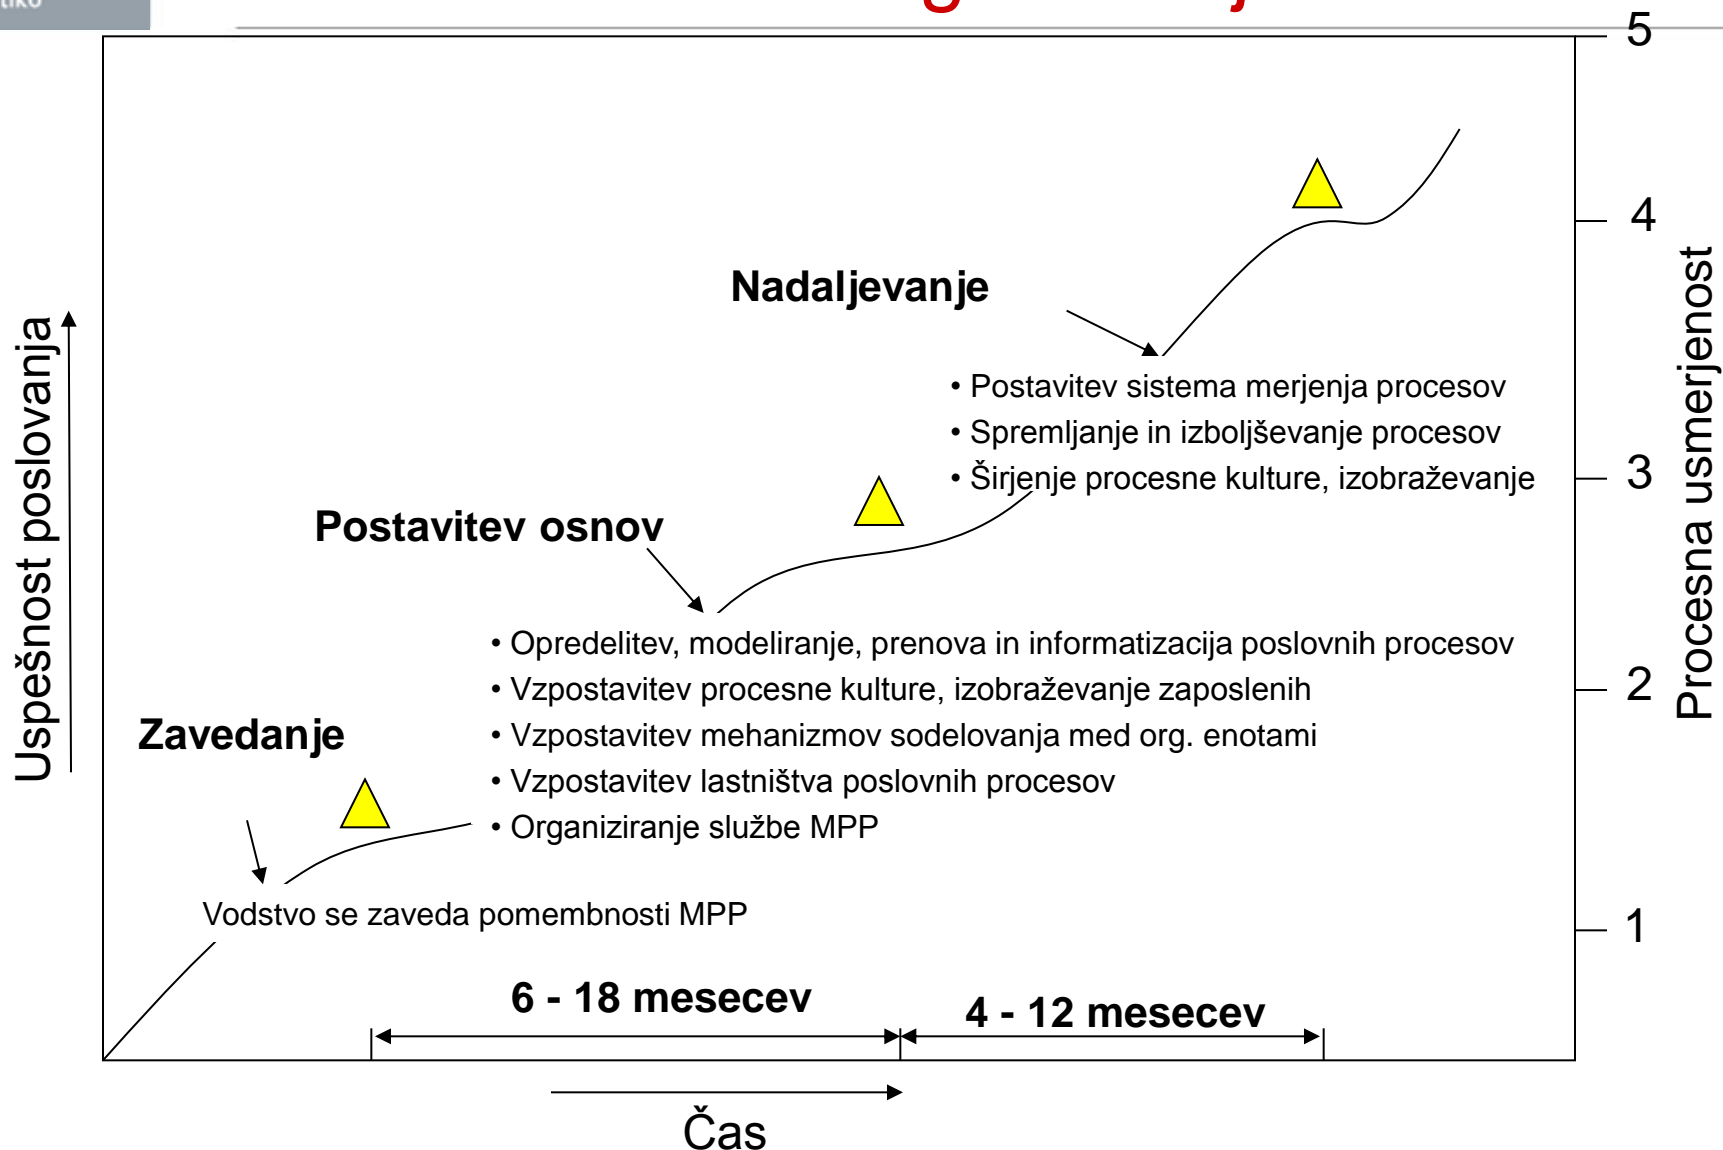 5
4
Nadaljevanje
• Postavitev sistema merjenja procesov
• Spremljanje in izboljševanje procesov
• Širjenje procesne kulture, izobraževanje
3
Postavitev osnov
• Opredelitev, modeliranje, prenova in informatizacija poslovnih procesov
• Vzpostavitev procesne kulture, izobraževanje zaposlenih
2
Zavedanje
• Vzpostavitev mehanizmov sodelovanja med org. enotami
• Vzpostavitev lastništva poslovnih procesov
• Organiziranje službe MPP
Vodstvo se zaveda pomembnosti MPP
1
6 - 18 mesecev
4 - 12 mesecev
Čas
Uspešnost poslovanja
Procesna usmerjenost